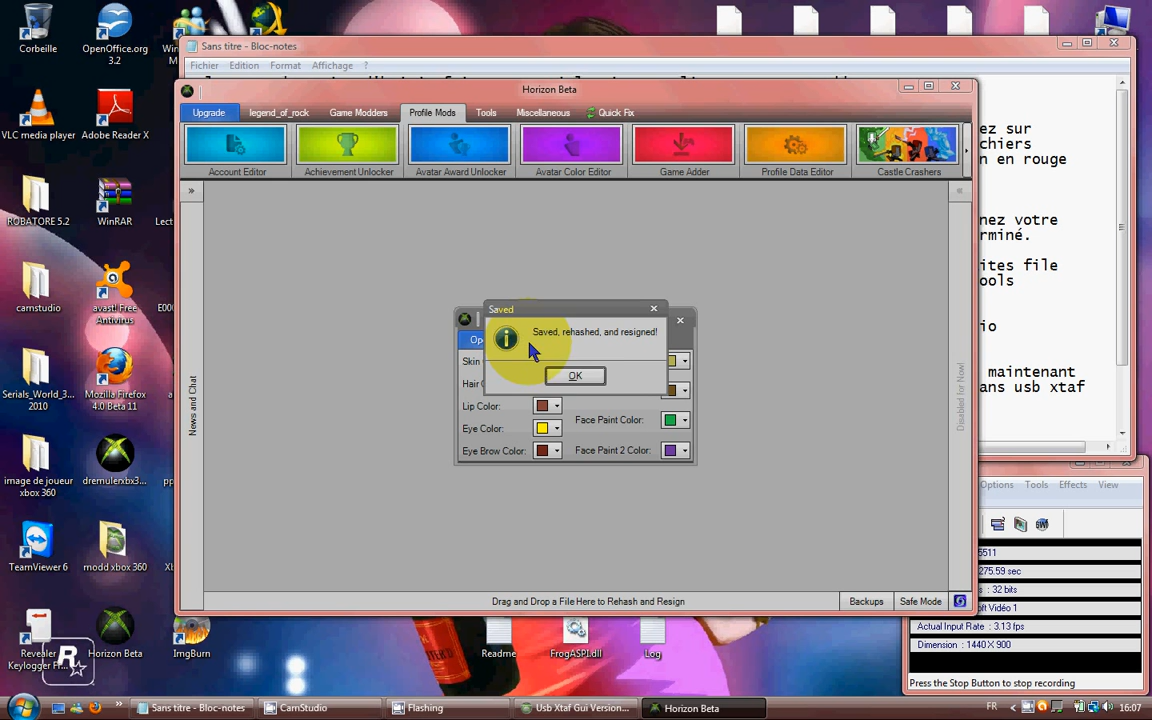 Corbeille
OpenOffice.org
3.2
VLC media player
Adobe Reader X
ROBATORE 5.2
WinRAR
camstudio
avast! Free
Antivirus
Serials_World_3...
2010
Mozilla Firefox
4.0 Beta 11
image de joueur
xbox 360
dremulerxbx3...
TeamViewer 6
modd xbox 360
Revealer
Keylogger Fr...
Horizon Beta
ImgBurn
Readme
FrogASPI.dll
Log
Sans titre - Bloc-notes
Fichier Edition Format Affichage ?
ez sur
chiers
n en rouge
nez votre
rminé.
ites file
ools
io
maintenant
ans usb xtaf
Horizon Beta
Upgrade legend_of_rock Game Modders Profile Mods Tools Miscellaneous Quick Fix
Account Editor Achievement Unlocker Avatar Award Unlocker Avatar Color Editor Game Adder Profile Data Editor Castle Crashers
» «
News and Chat
Disabled for Now!
Saved
Saved, rehashed, and resigned!
OK
Lip Color:
Eye Color:
Eye Brow Color:
Face Paint Color:
Face Paint 2 Color:
Drag and Drop a File Here to Rehash and Resign
Backups Safe Mode
Options Tools Effects View
5511
275.59 sec
: 32 bits
oft Vidéo 1
Actual Input Rate : 3.13 fps
Dimension : 1440 X 900
Press the Stop Button to stop recording
Sans titre - Bloc-notes CamStudio Flashing Usb Xtaf Gui Version... Horizon Beta
FR 16:07